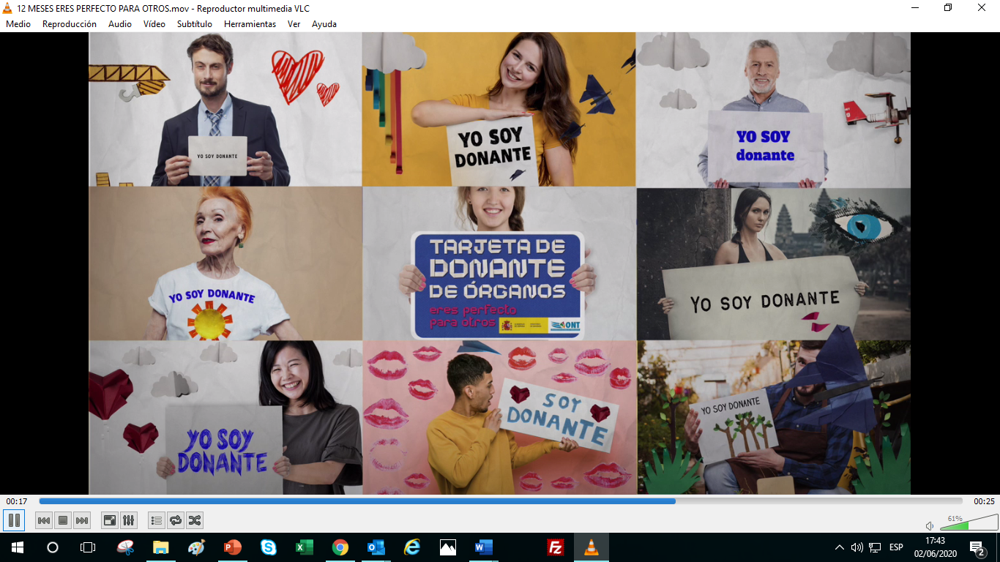 12 MESES ERES PERFECTO PARA OTROS.mov - Reproductor multimedia VLC
Medio Reproducción Audio Vídeo Subtítulo Herramientas Ver Ayuda
YO SOY DONANTE
YO SOY
DONANTE
YO SOY
donante
YO SOY DONANTE
TARJETA DE
DONANTE
DE ÓRGANOS
eres perfecto
para otros
ONT
YO SOY DONANTE
YO SOY
DONANTE
SOY
DONANTE
YO SOY DONANTE
00:17
00:25
61%
ESP
17:43
02/06/2020
2